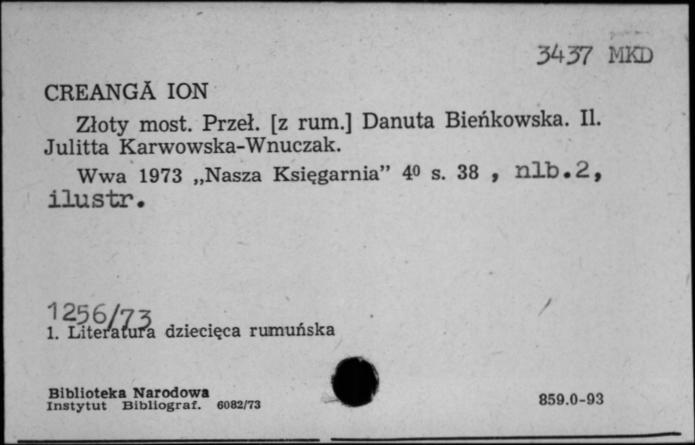 3437 MKD
CREANGĂ ION
Złoty most. Przeł. [z rum.] Danuta Bieńkowska. Il.
Julitta Karwowska-Wnuczak.
Wwa 1973 „Nasza Księgarnia” 4⁰ s. 38 , nlb.2,
ilustr.
1256/73
1. Literatura dziecięca rumuńska
Biblioteka Narodowa
Instytut Bibliograf. 6082/73
859.0-93